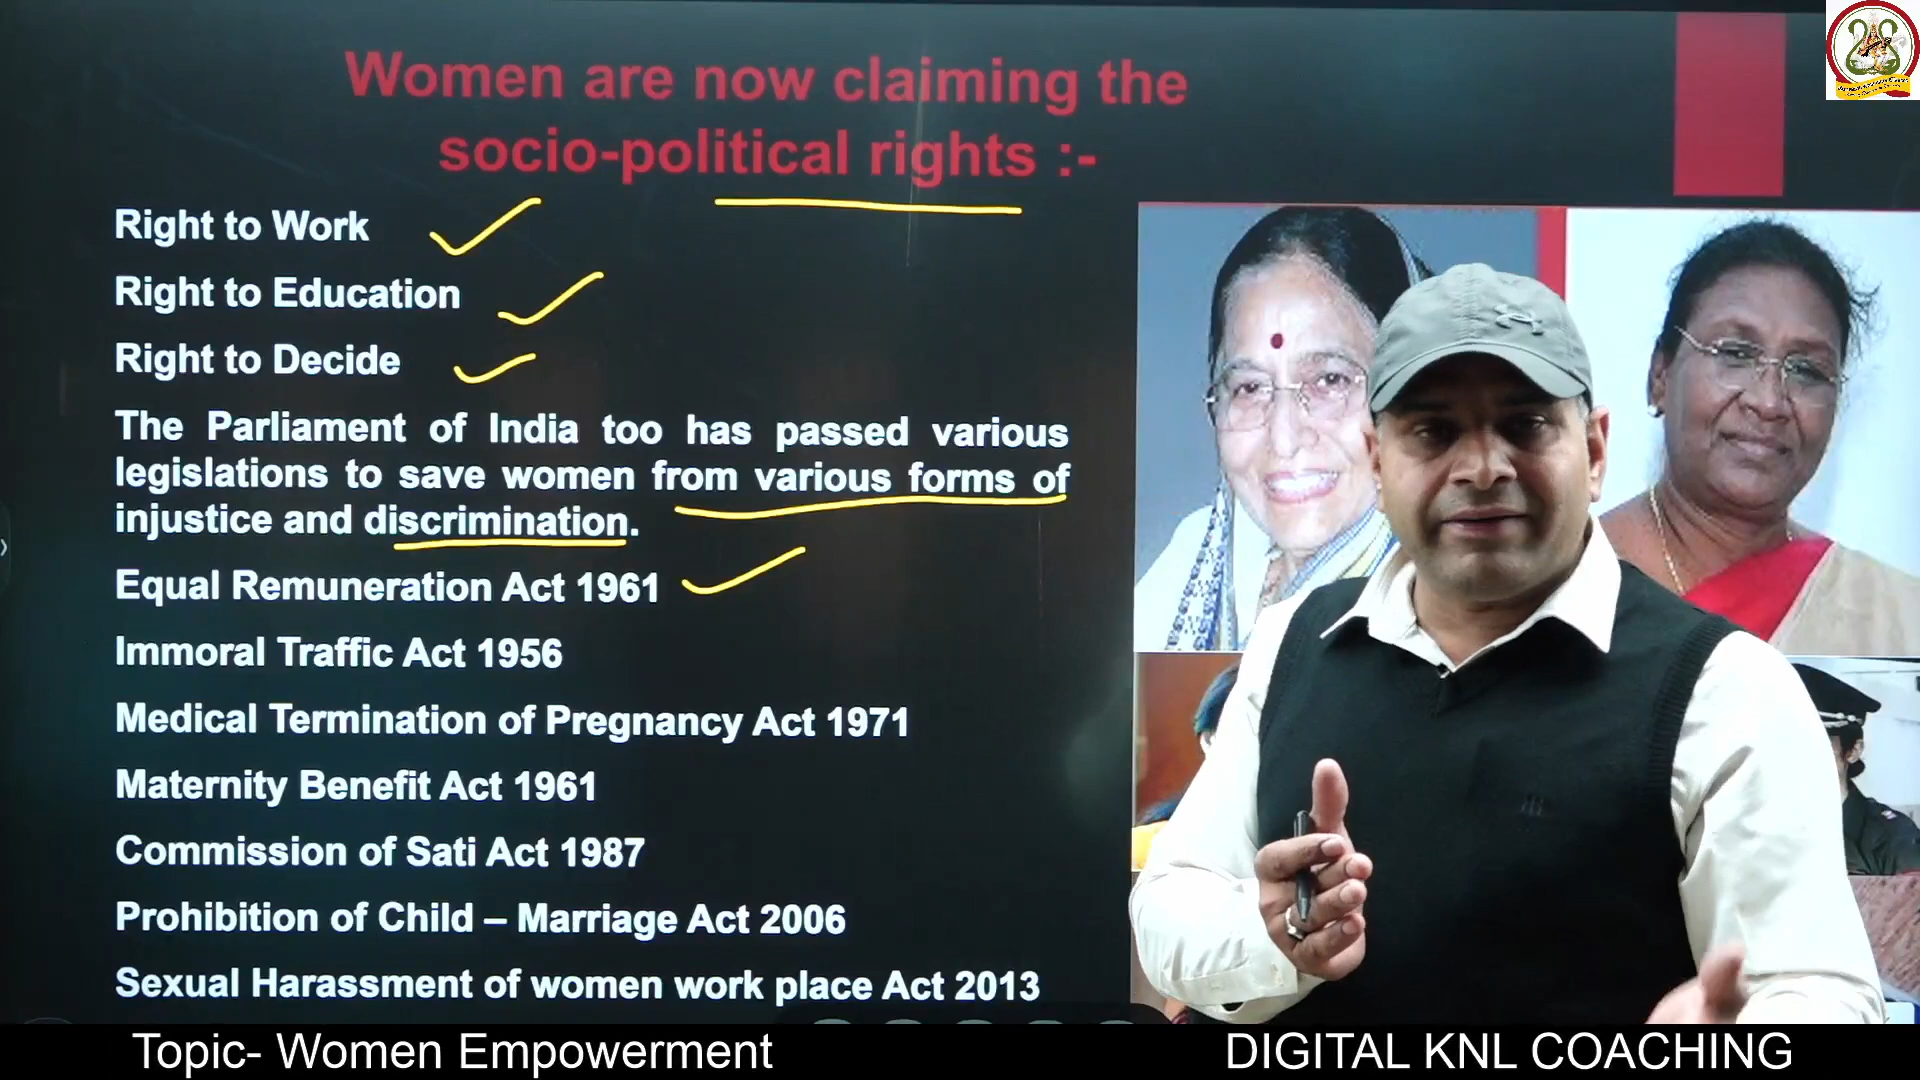 Women are now claiming the
socio-political rights :-
Right to Work
Right to Education
Right to Decide
The Parliament of India too has passed various
legislations to save women from various forms of
injustice and discrimination.
Equal Remuneration Act 1961
Immoral Traffic Act 1956
Medical Termination of Pregnancy Act 1971
Maternity Benefit Act 1961
Commission of Sati Act 1987
Prohibition of Child – Marriage Act 2006
Sexual Harassment of women work place Act 2013
Topic- Women Empowerment
DIGITAL KNL COACHING